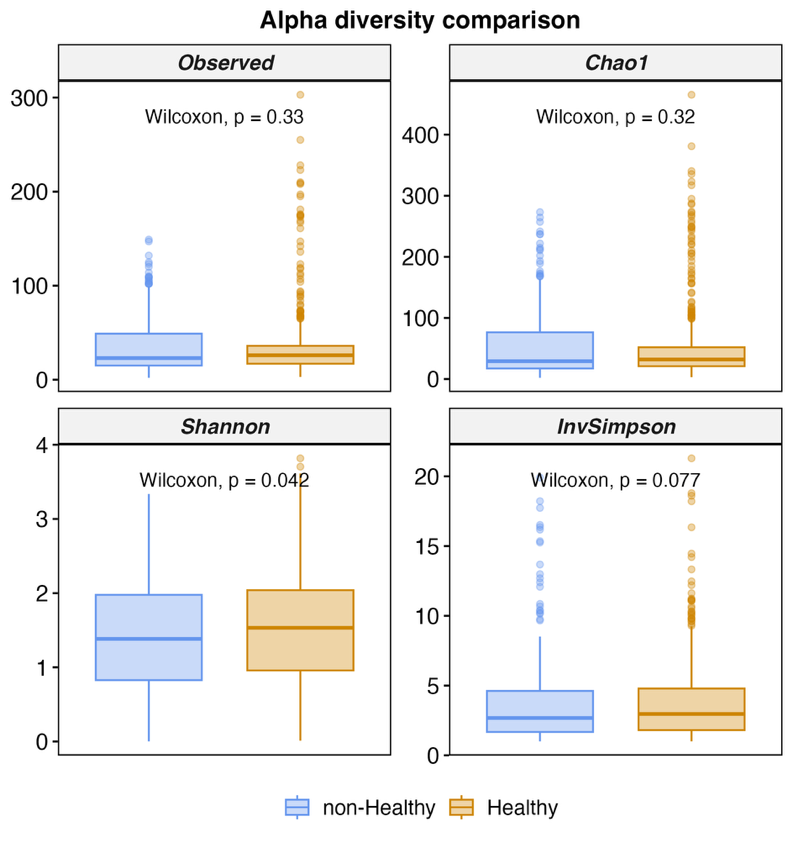 Alpha diversity comparison
Observed
Chao1
300
200
100
0
Wilcoxon, p = 0.33
400
300
200
100
0
Wilcoxon, p = 0.32
Shannon
InvSimpson
4
3
2
1
0
Wilcoxon, p = 0.042
20
15
10
5
0
Wilcoxon, p = 0.077
non-Healthy Healthy